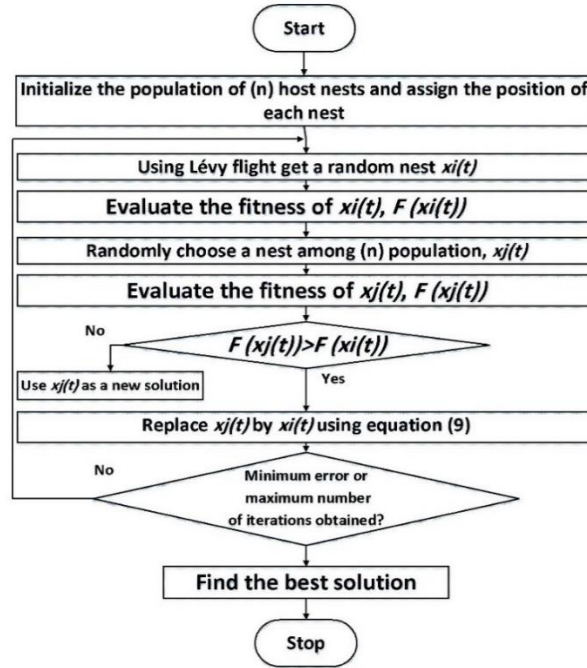 Start
Initialize the population of (n) host nests and assign the position of
each nest
Using Lévy flight get a random nest xi(t)
Evaluate the fitness of xi(t), F (xi(t))
Randomly choose a nest among (n) population, xj(t)
Evaluate the fitness of xj(t), F (xj(t))
No
F (xj(t))>F (xi(t))
Use xj(t) as a new solution
Yes
Replace xj(t) by xi(t) using equation (9)
No
Minimum error or
maximum number
of iterations obtained?
Find the best solution
Stop